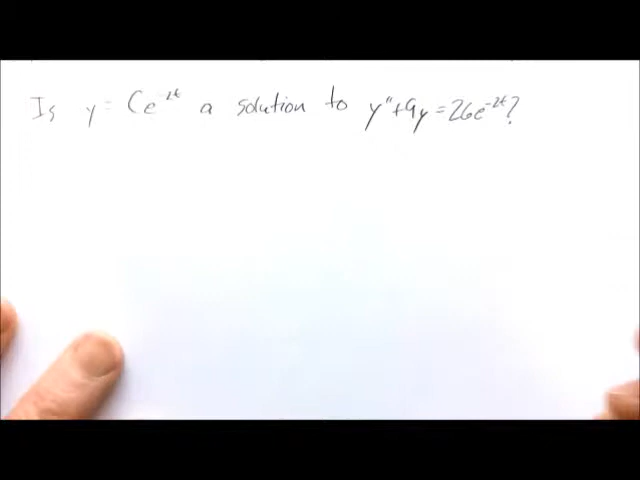 Is y = Ce^-2t a solution to y"+9y=26e^-2t?